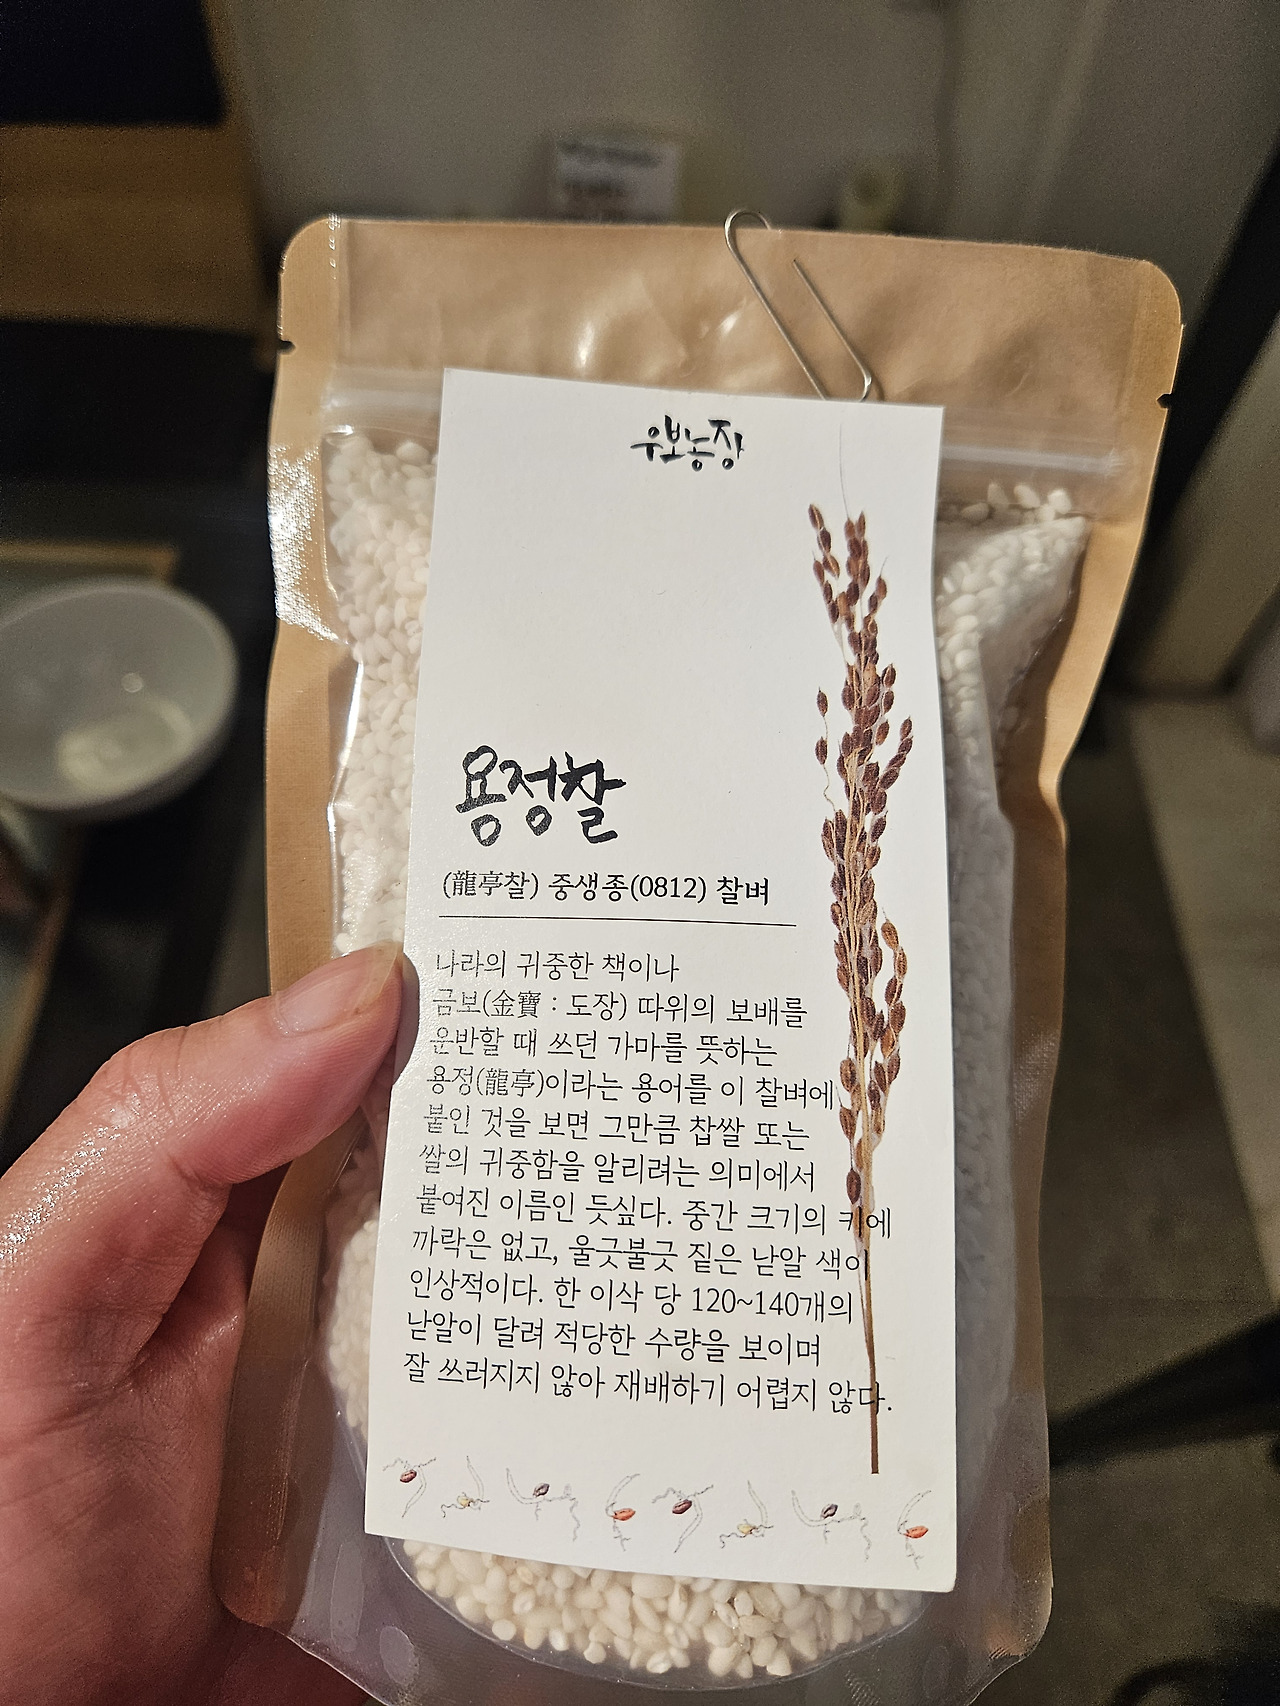 우보농장
용정찰
(龍亭찰) 중생종(0812) 찰벼
나라의 귀중한 책이나
금보(金寶 : 도장) 따위의 보배를
운반할 때 쓰던 가마를 뜻하는
용정(龍亭)이라는 용어를 이 찰벼에
붙인 것을 보면 그만큼 찹쌀 또는
쌀의 귀중함을 알리려는 의미에서
붙여진 이름인 듯싶다. 중간 크기의 키에
까락은 없고, 울긋불긋 짙은 낟알 색이
인상적이다. 한 이삭 당 120~140개의
낟알이 달려 적당한 수량을 보이며
잘 쓰러지지 않아 재배하기 어렵지 않다.